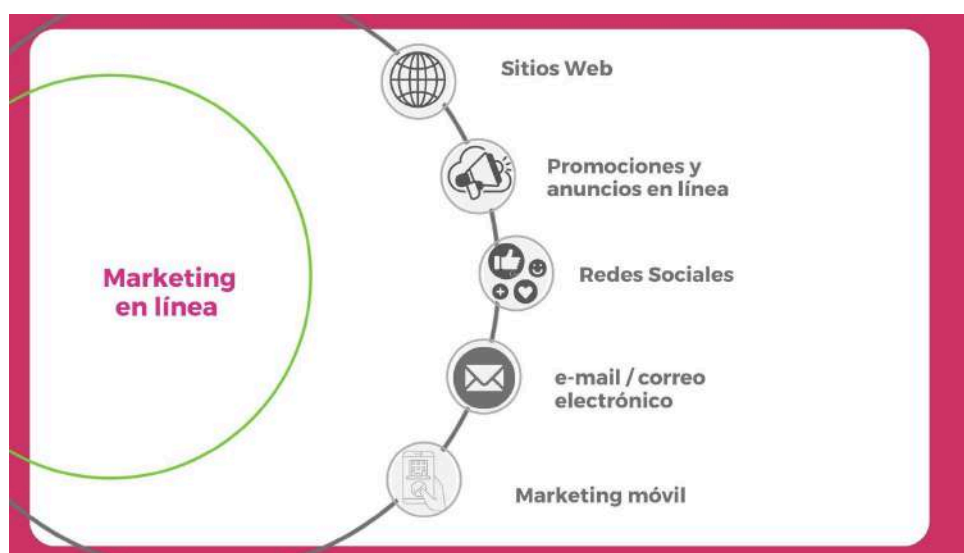 Sitios Web
Promociones y
anuncios en línea
Redes Sociales
Marketing
en línea
e-mail / correo
electrónico
Marketing móvil